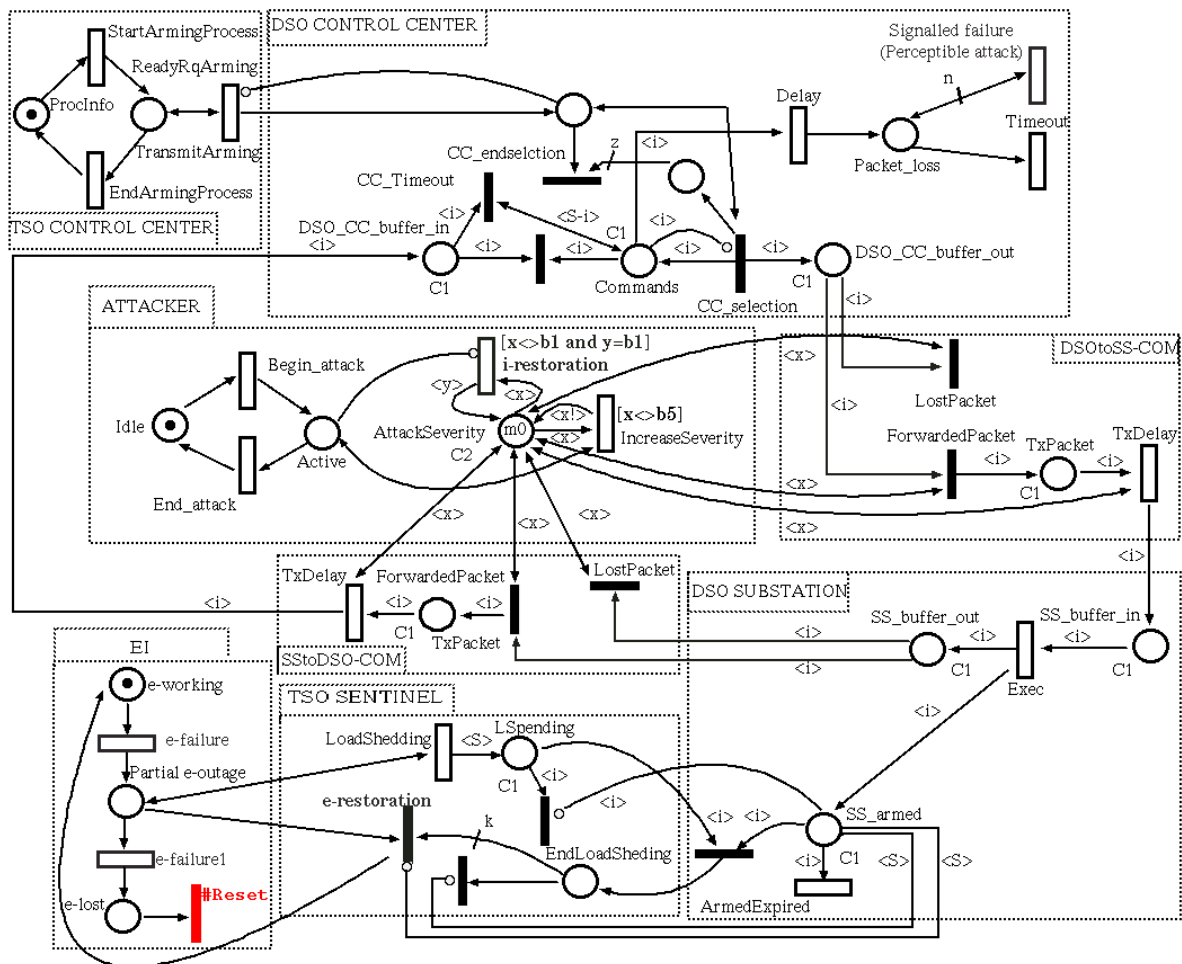 DSO CONTROL CENTER
StartArmingProcess
Signalled failure
(Perceptible attack)
ReadyRqArming
n
ProcInfo
Delay
Timeout
TransmitArming
CC_endselction
z
<i>
Packet_loss
EndArmingProcess
CC_Timeout
TSO CONTROL CENTER
<i>
<S-i>
<i>
DSO_CC_buffer_in
C1
<i>
<i>
<i>
<i>
<i>
DSO_CC_buffer_out
C1
Commands
C1
CC_selection
<i>
ATTACKER
[x<>b1 and y=b1]
i-restoration
DSOtoSS-COM
<x>
Begin_attack
<y>
<x>
<i>
LostPacket
[x<>b5]
<x!>
Idle
AttackSeverity
m0
<x>
IncreaseSeverity
ForwardedPacket
TxDelay
Active
C2
<i>
TxPacket
<i>
End_attack
<x>
C1
<x>
<x>
<x>
<x>
<i>
TxDelay
ForwardedPacket
LostPacket
DSO SUBSTATION
<i>
<i>
<i>
<i>
SS_buffer_out
SS_buffer_in
C1
TxPacket
<i>
<i>
EI
SStoDSO-COM
<i>
C1
C1
Exec
e-working
TSO SENTINEL
<i>
e-failure
LoadShedding
<S>
LSpending
Partial e-outage
C1
<i>
e-restoration
<i>
<i>
<i>
SS_armed
k
e-failure1
EndLoadSheding
<i>
C1
<S>
<S>
e-lost
#Reset
ArmedExpired